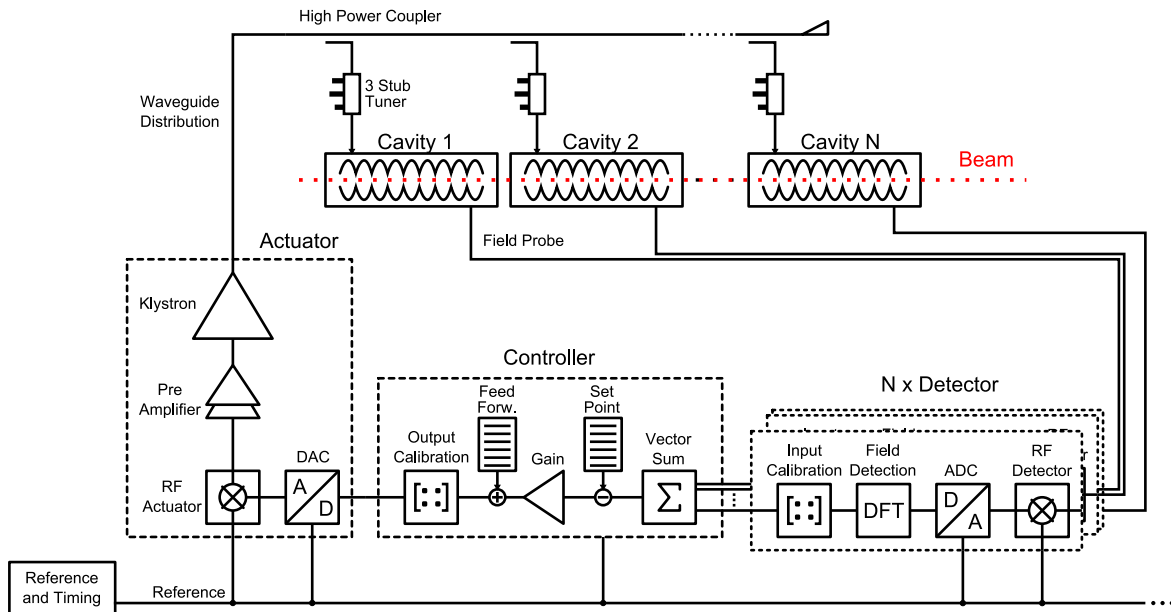 High Power Coupler
3 Stub
Tuner
Waveguide
Distribution
Cavity 1
Cavity 2
Cavity N
Beam
Field Probe
Actuator
Klystron
Pre
Amplifier
RF
Actuator
DAC
A
D
Controller
Output
Calibration
Feed
Forw.
Gain
Set
Point
Vector
Sum
Σ
N x Detector
Input
Calibration
Field
Detection
DFT
ADC
D
A
RF
Detector
Reference
and Timing
Reference